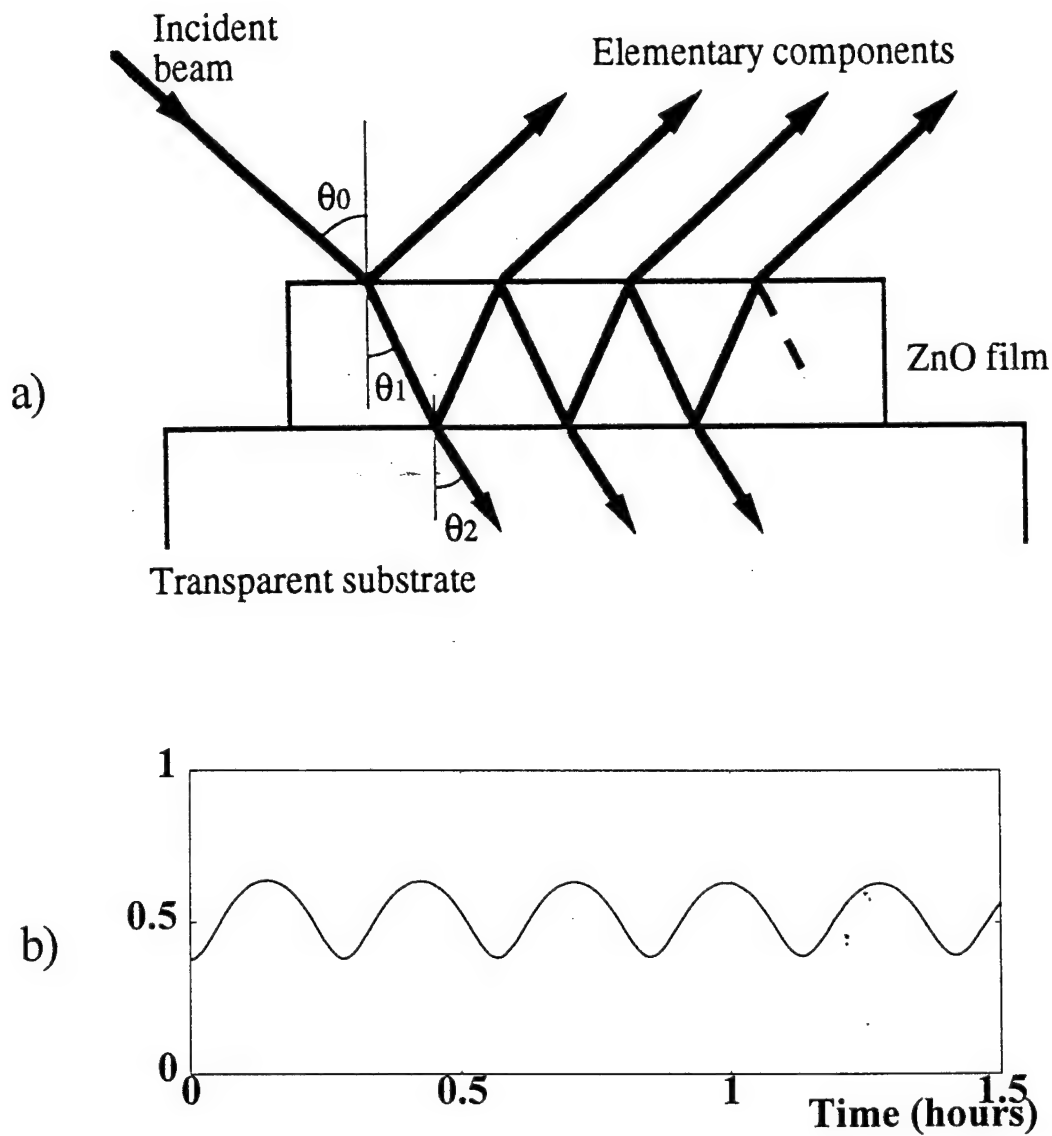 Incident
beam
Elementary components
θ0
ZnO film
a)
θ1
θ2
Transparent substrate
1
0.5
b)
0
0
0.5
1
1.5
Time (hours)